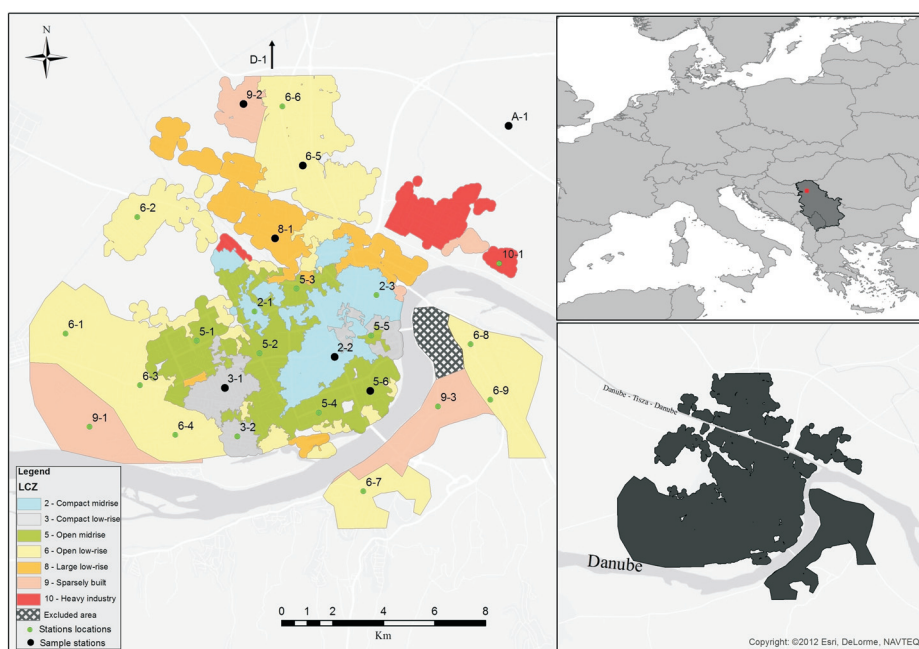 N
D-1
9-2
6-6
A-1
6-5
6-2
8-1
10-1
5-3
2-3
2-1
6-1
5-1
5-5
6-8
5-2
2-2
6-3
3-1
5-6
6-9
9-3
5-4
9-1
6-4
3-2
6-7
Legend
LCZ
2 - Compact midrise
3 - Compact low-rise
5 - Open midrise
6 - Open low-rise
8 - Large low-rise
9 - Sparsely built
10 - Heavy industry
Excluded area
Stations locations
Sample stations
0 2 4 6 8
Km
Danube - Tisza - Danube
Danube
Copyright: ©2012 Esri, DeLorme, NAVTEQ